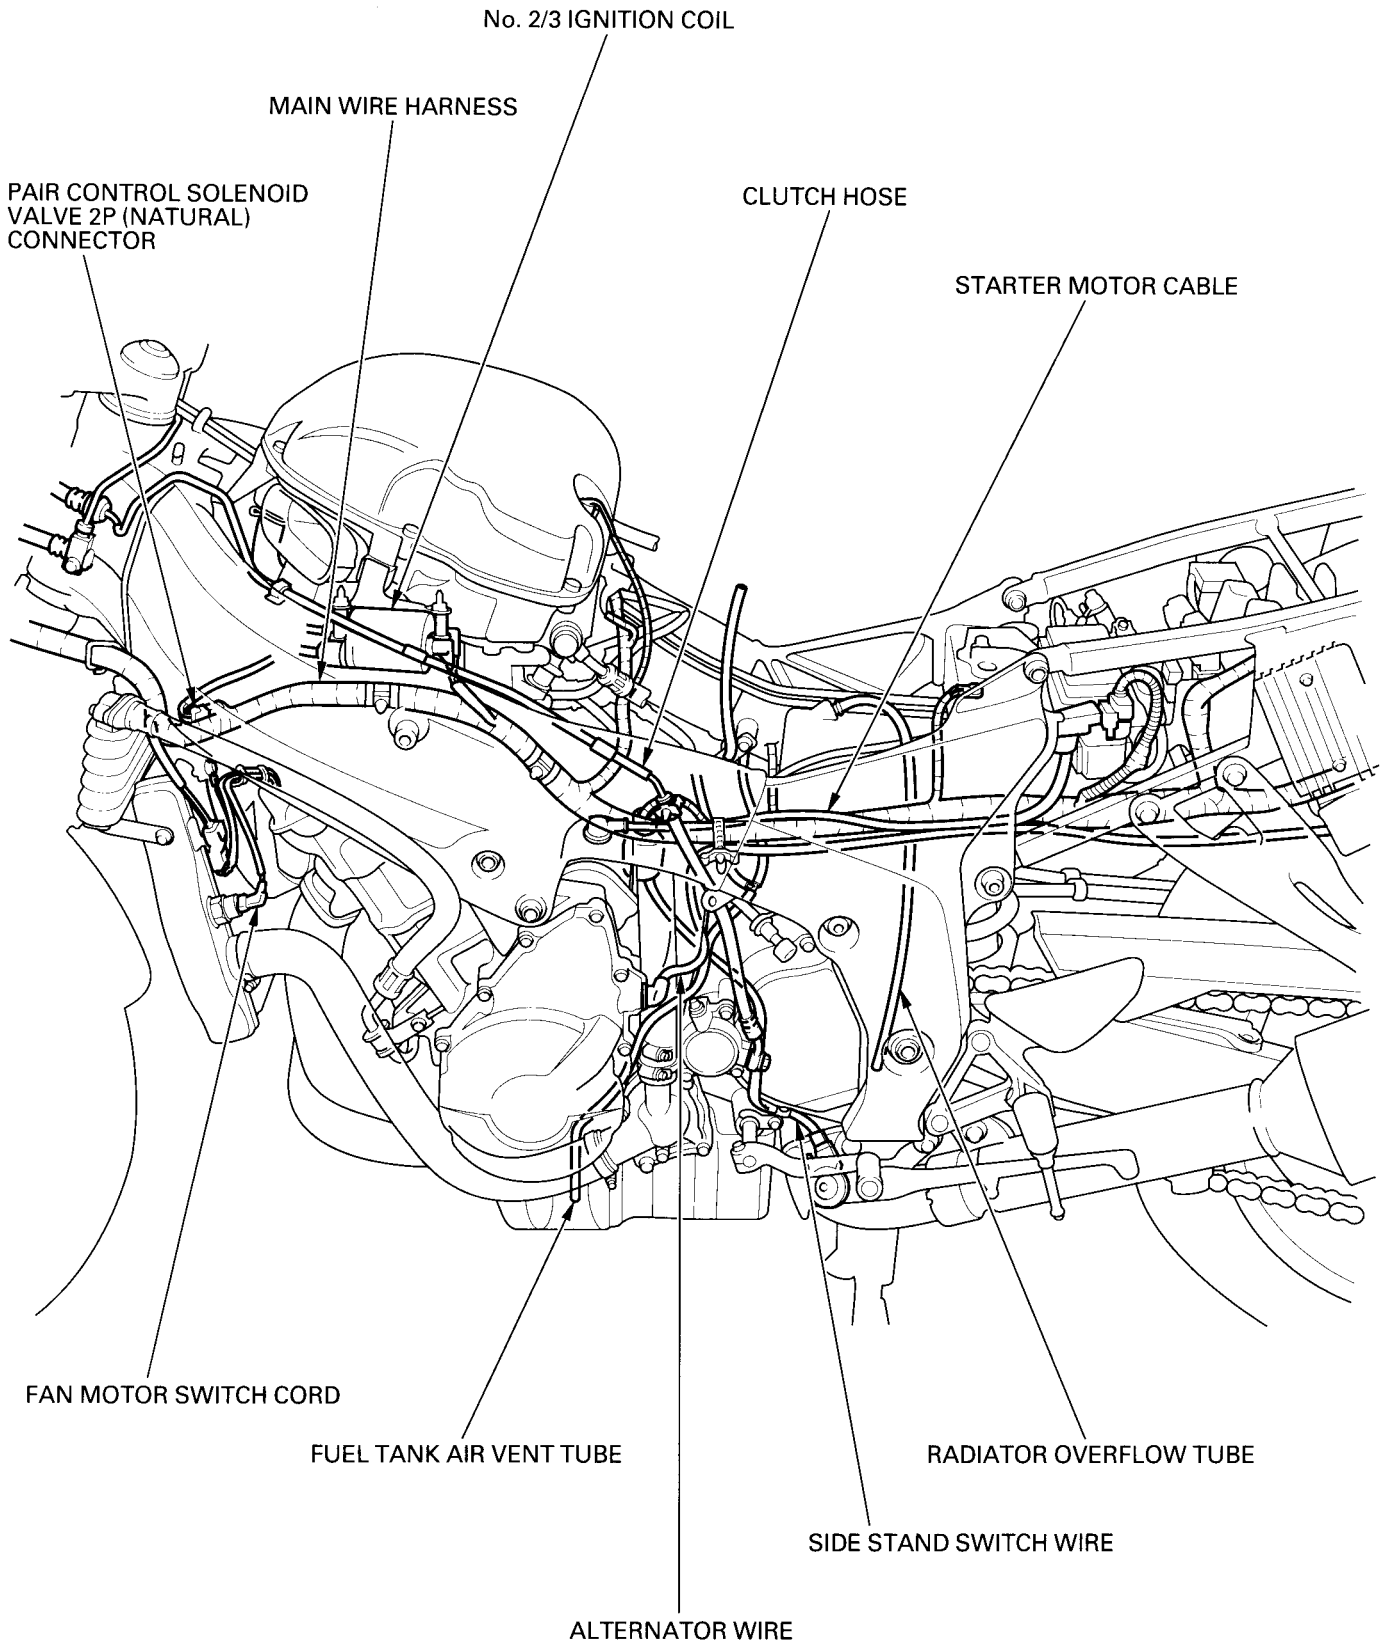 No. 2/3 IGNITION COIL
MAIN WIRE HARNESS
PAIR CONTROL SOLENOID
VALVE 2P (NATURAL)
CONNECTOR
CLUTCH HOSE
STARTER MOTOR CABLE
FAN MOTOR SWITCH CORD
FUEL TANK AIR VENT TUBE
RADIATOR OVERFLOW TUBE
SIDE STAND SWITCH WIRE
ALTERNATOR WIRE